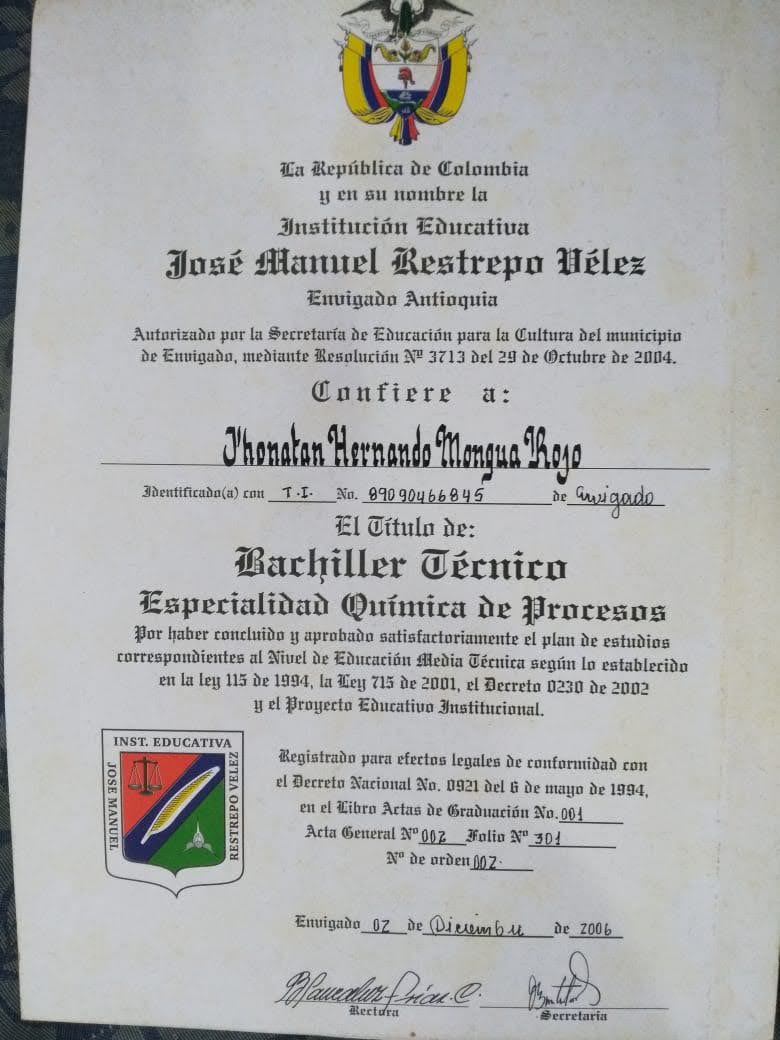 La República de Colombia
y en su nombre la
Institución Educativa
José Manuel Restrepo Vélez
Envigado Antioquia
Autorizado por la Secretaría de Educación para la Cultura del municipio
de Envigado, mediante Resolución Nº 3713 del 29 de Octubre de 2004.
Confiere a:
Jhonatan Hernando Mongua Rojo
Identificado(a) con T.I. No. 89090466845 de Envigado
El Título de:
Bachiller Técnico
Especialidad Química de Procesos
Por haber concluido y aprobado satisfactoriamente el plan de estudios
correspondientes al Nivel de Educación Media Técnica según lo establecido
en la ley 115 de 1994, la Ley 715 de 2001, el Decreto 0230 de 2002
y el Proyecto Educativo Institucional.
INST. EDUCATIVA
JOSE MANUEL
RESTREPO VELEZ
Registrado para efectos legales de conformidad con
el Decreto Nacional No. 0921 del 6 de mayo de 1994,
en el Libro Actas de Graduación No. 001
Acta General Nº 002 Folio Nº 301
Nº de orden 002.
Envigado 02 de Diciembre de 2006
Rectora
Secretaría